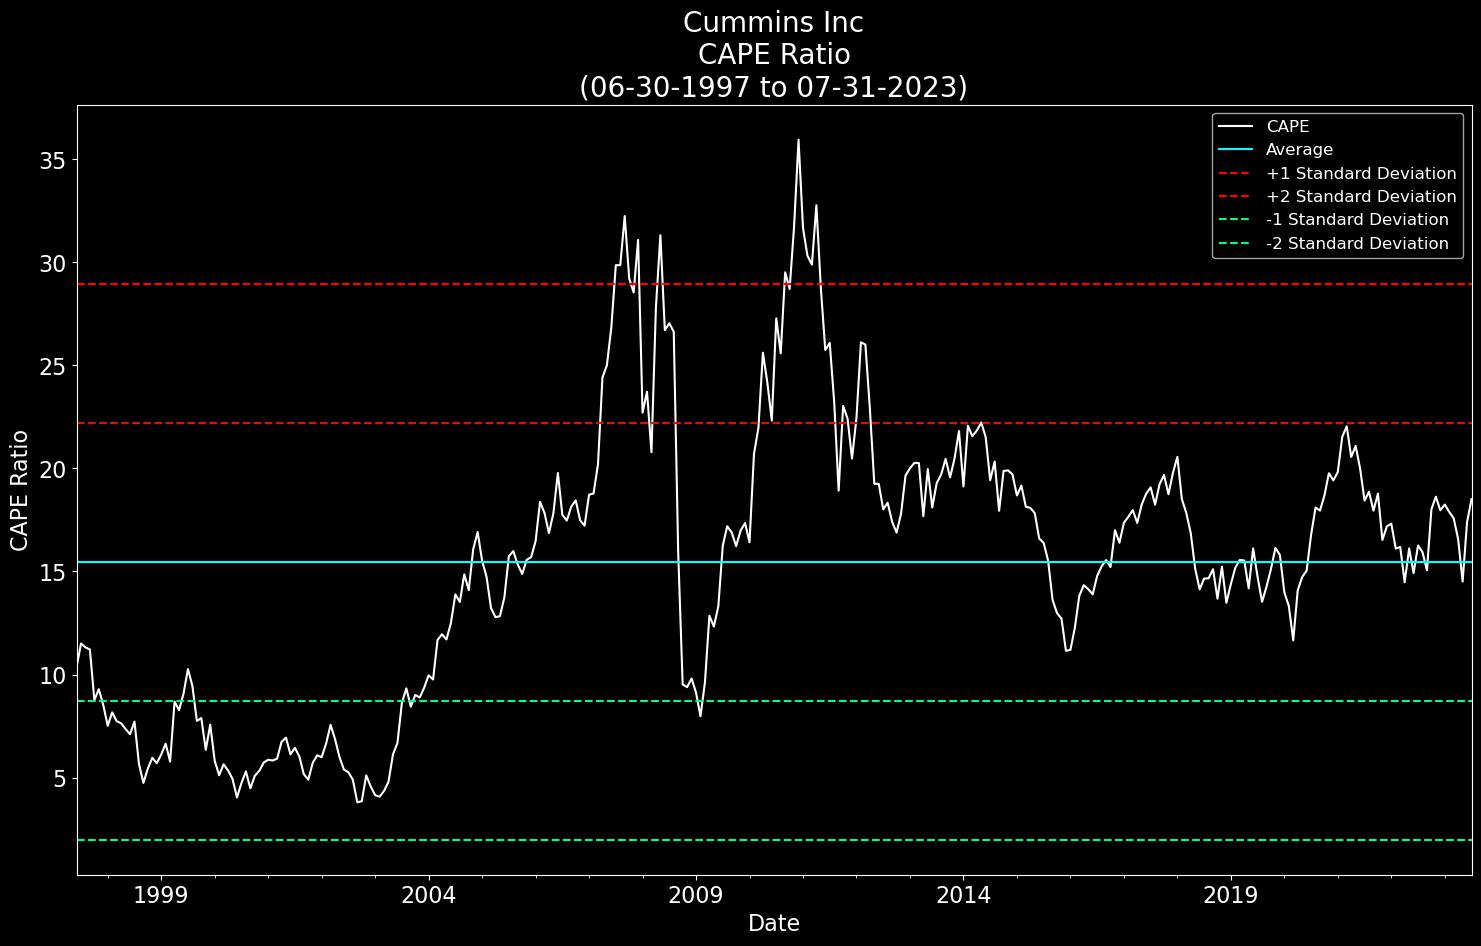 Cummins Inc
CAPE Ratio
(06-30-1997 to 07-31-2023)
CAPE
Average
+1 Standard Deviation
+2 Standard Deviation
-1 Standard Deviation
-2 Standard Deviation
CAPE Ratio
35
30
25
20
15
10
5
1999 2004 2009 2014 2019
Date